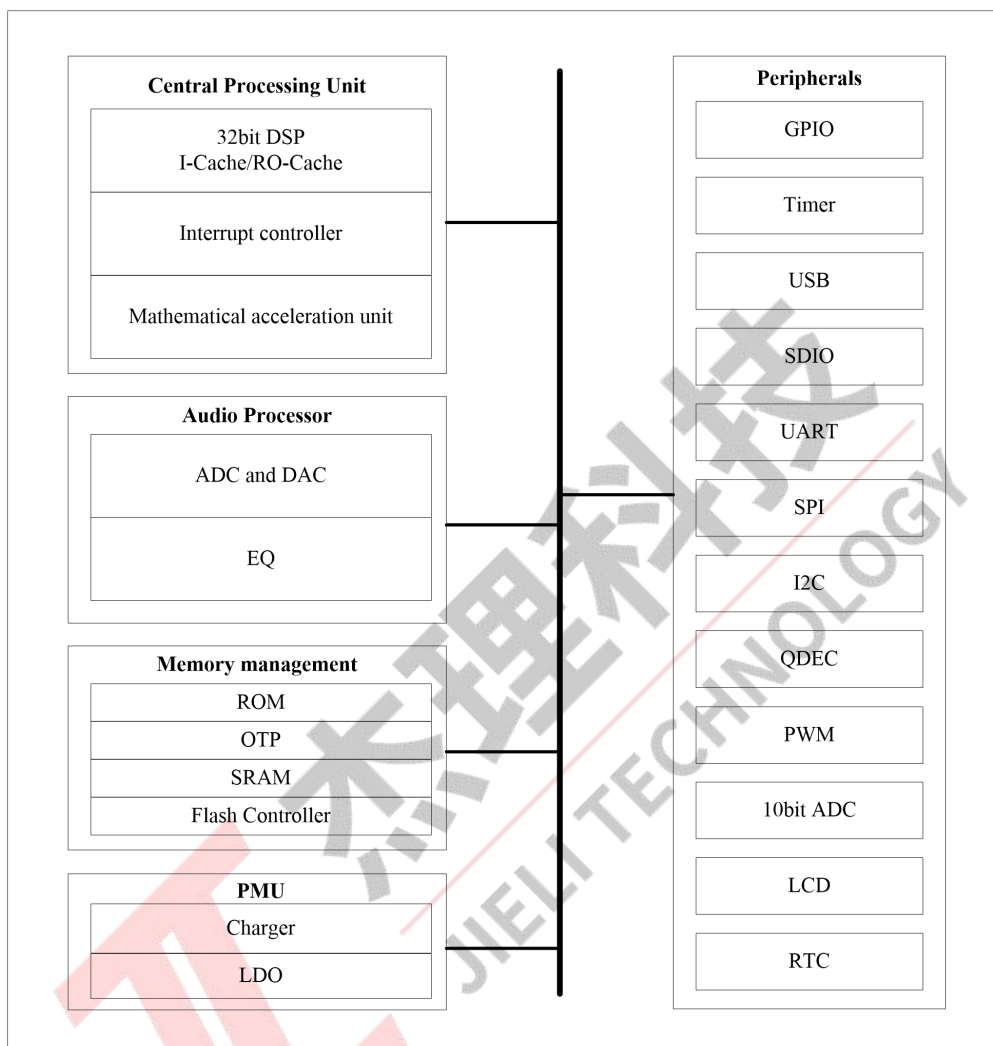 Central Processing Unit
32bit DSP
I-Cache/RO-Cache
Interrupt controller
Mathematical acceleration unit
Audio Processor
ADC and DAC
EQ
Memory management
ROM
OTP
SRAM
Flash Controller
PMU
Charger
LDO
Peripherals
GPIO
Timer
USB
SDIO
UART
SPI
I2C
QDEC
PWM
10bit ADC
LCD
RTC
杰理科技
JIELI TECHNOLOGY